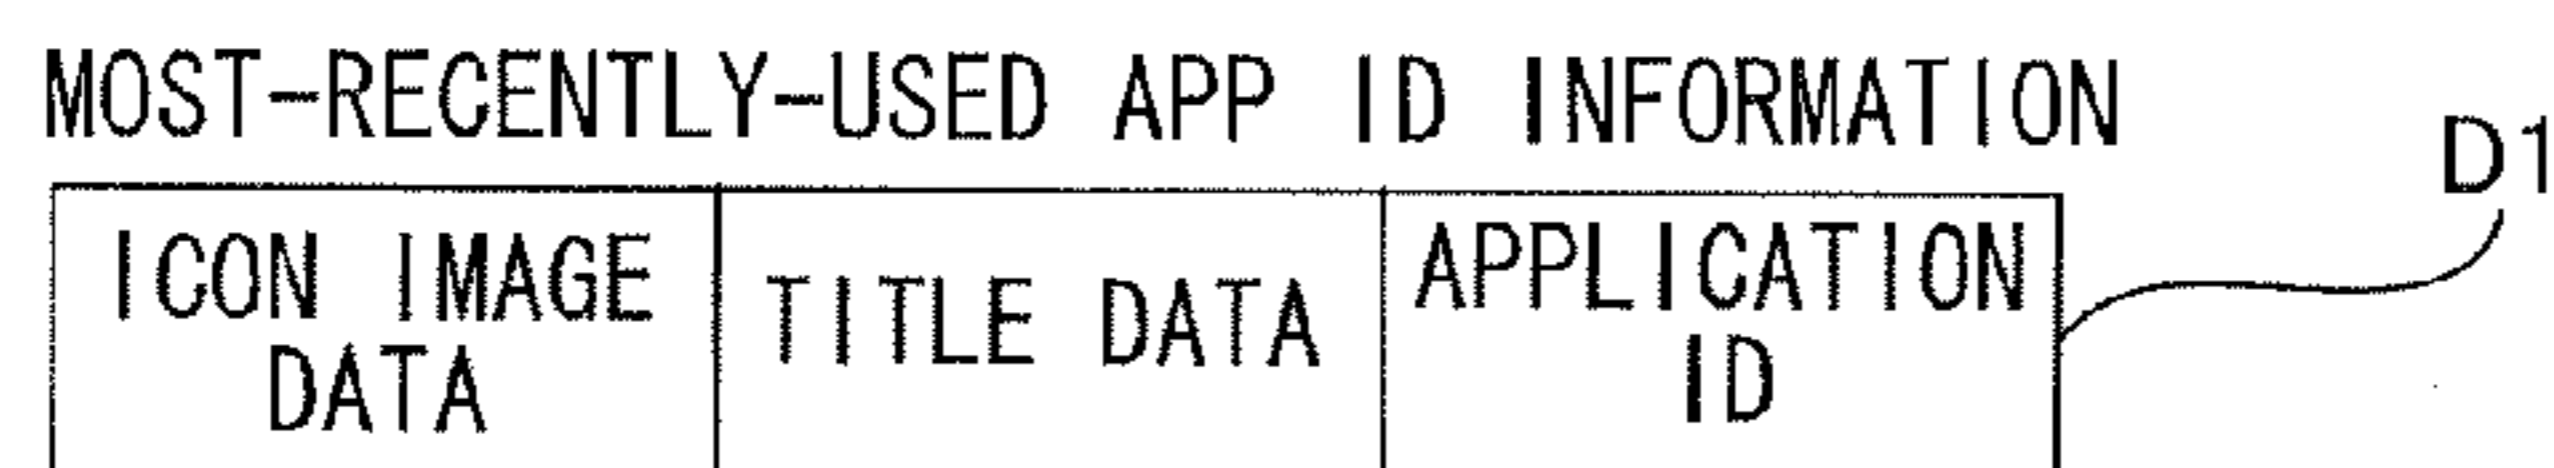 MOST-RECENTLY-USED APP ID INFORMATION
D1
ICON IMAGE
DATA
TITLE DATA
APPLICATION
ID